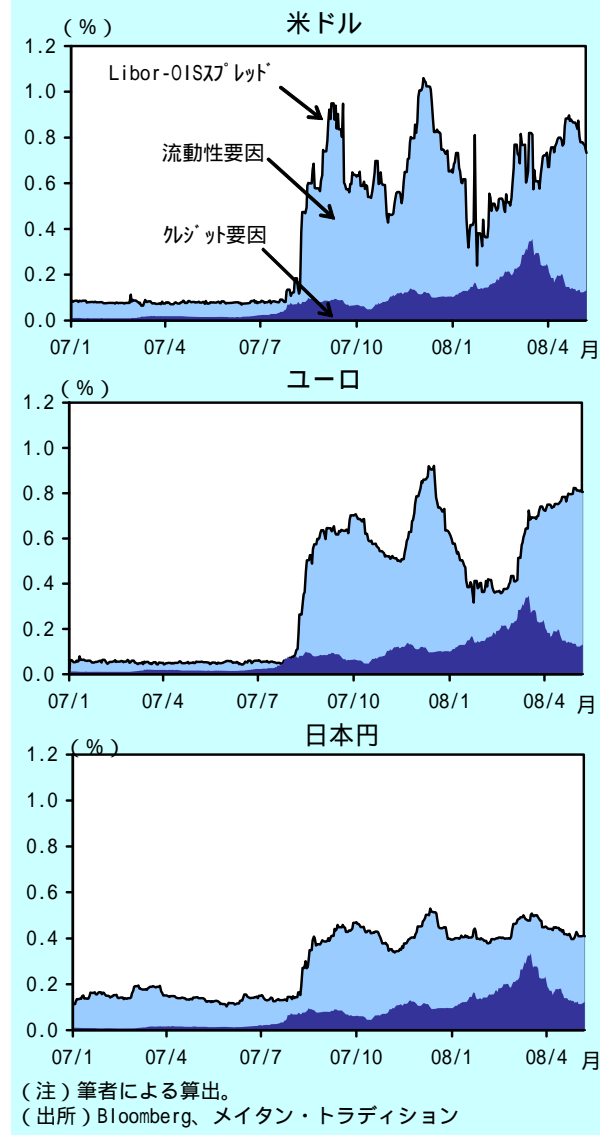 米ドル
（%）
1.2
1.0
0.8
0.6
0.4
0.2
0.0
Libor-OISｽﾌﾟﾚｯﾄﾞ
流動性要因
ｸﾚｼﾞｯﾄ要因
07/1 07/4 07/7 07/10 08/1 08/4 月
ユーロ
（%）
1.2
1.0
0.8
0.6
0.4
0.2
0.0
07/1 07/4 07/7 07/10 08/1 08/4 月
日本円
（%）
1.2
1.0
0.8
0.6
0.4
0.2
0.0
07/1 07/4 07/7 07/10 08/1 08/4 月
（注）筆者による算出。
（出所）Bloomberg、メイタン・トラディション